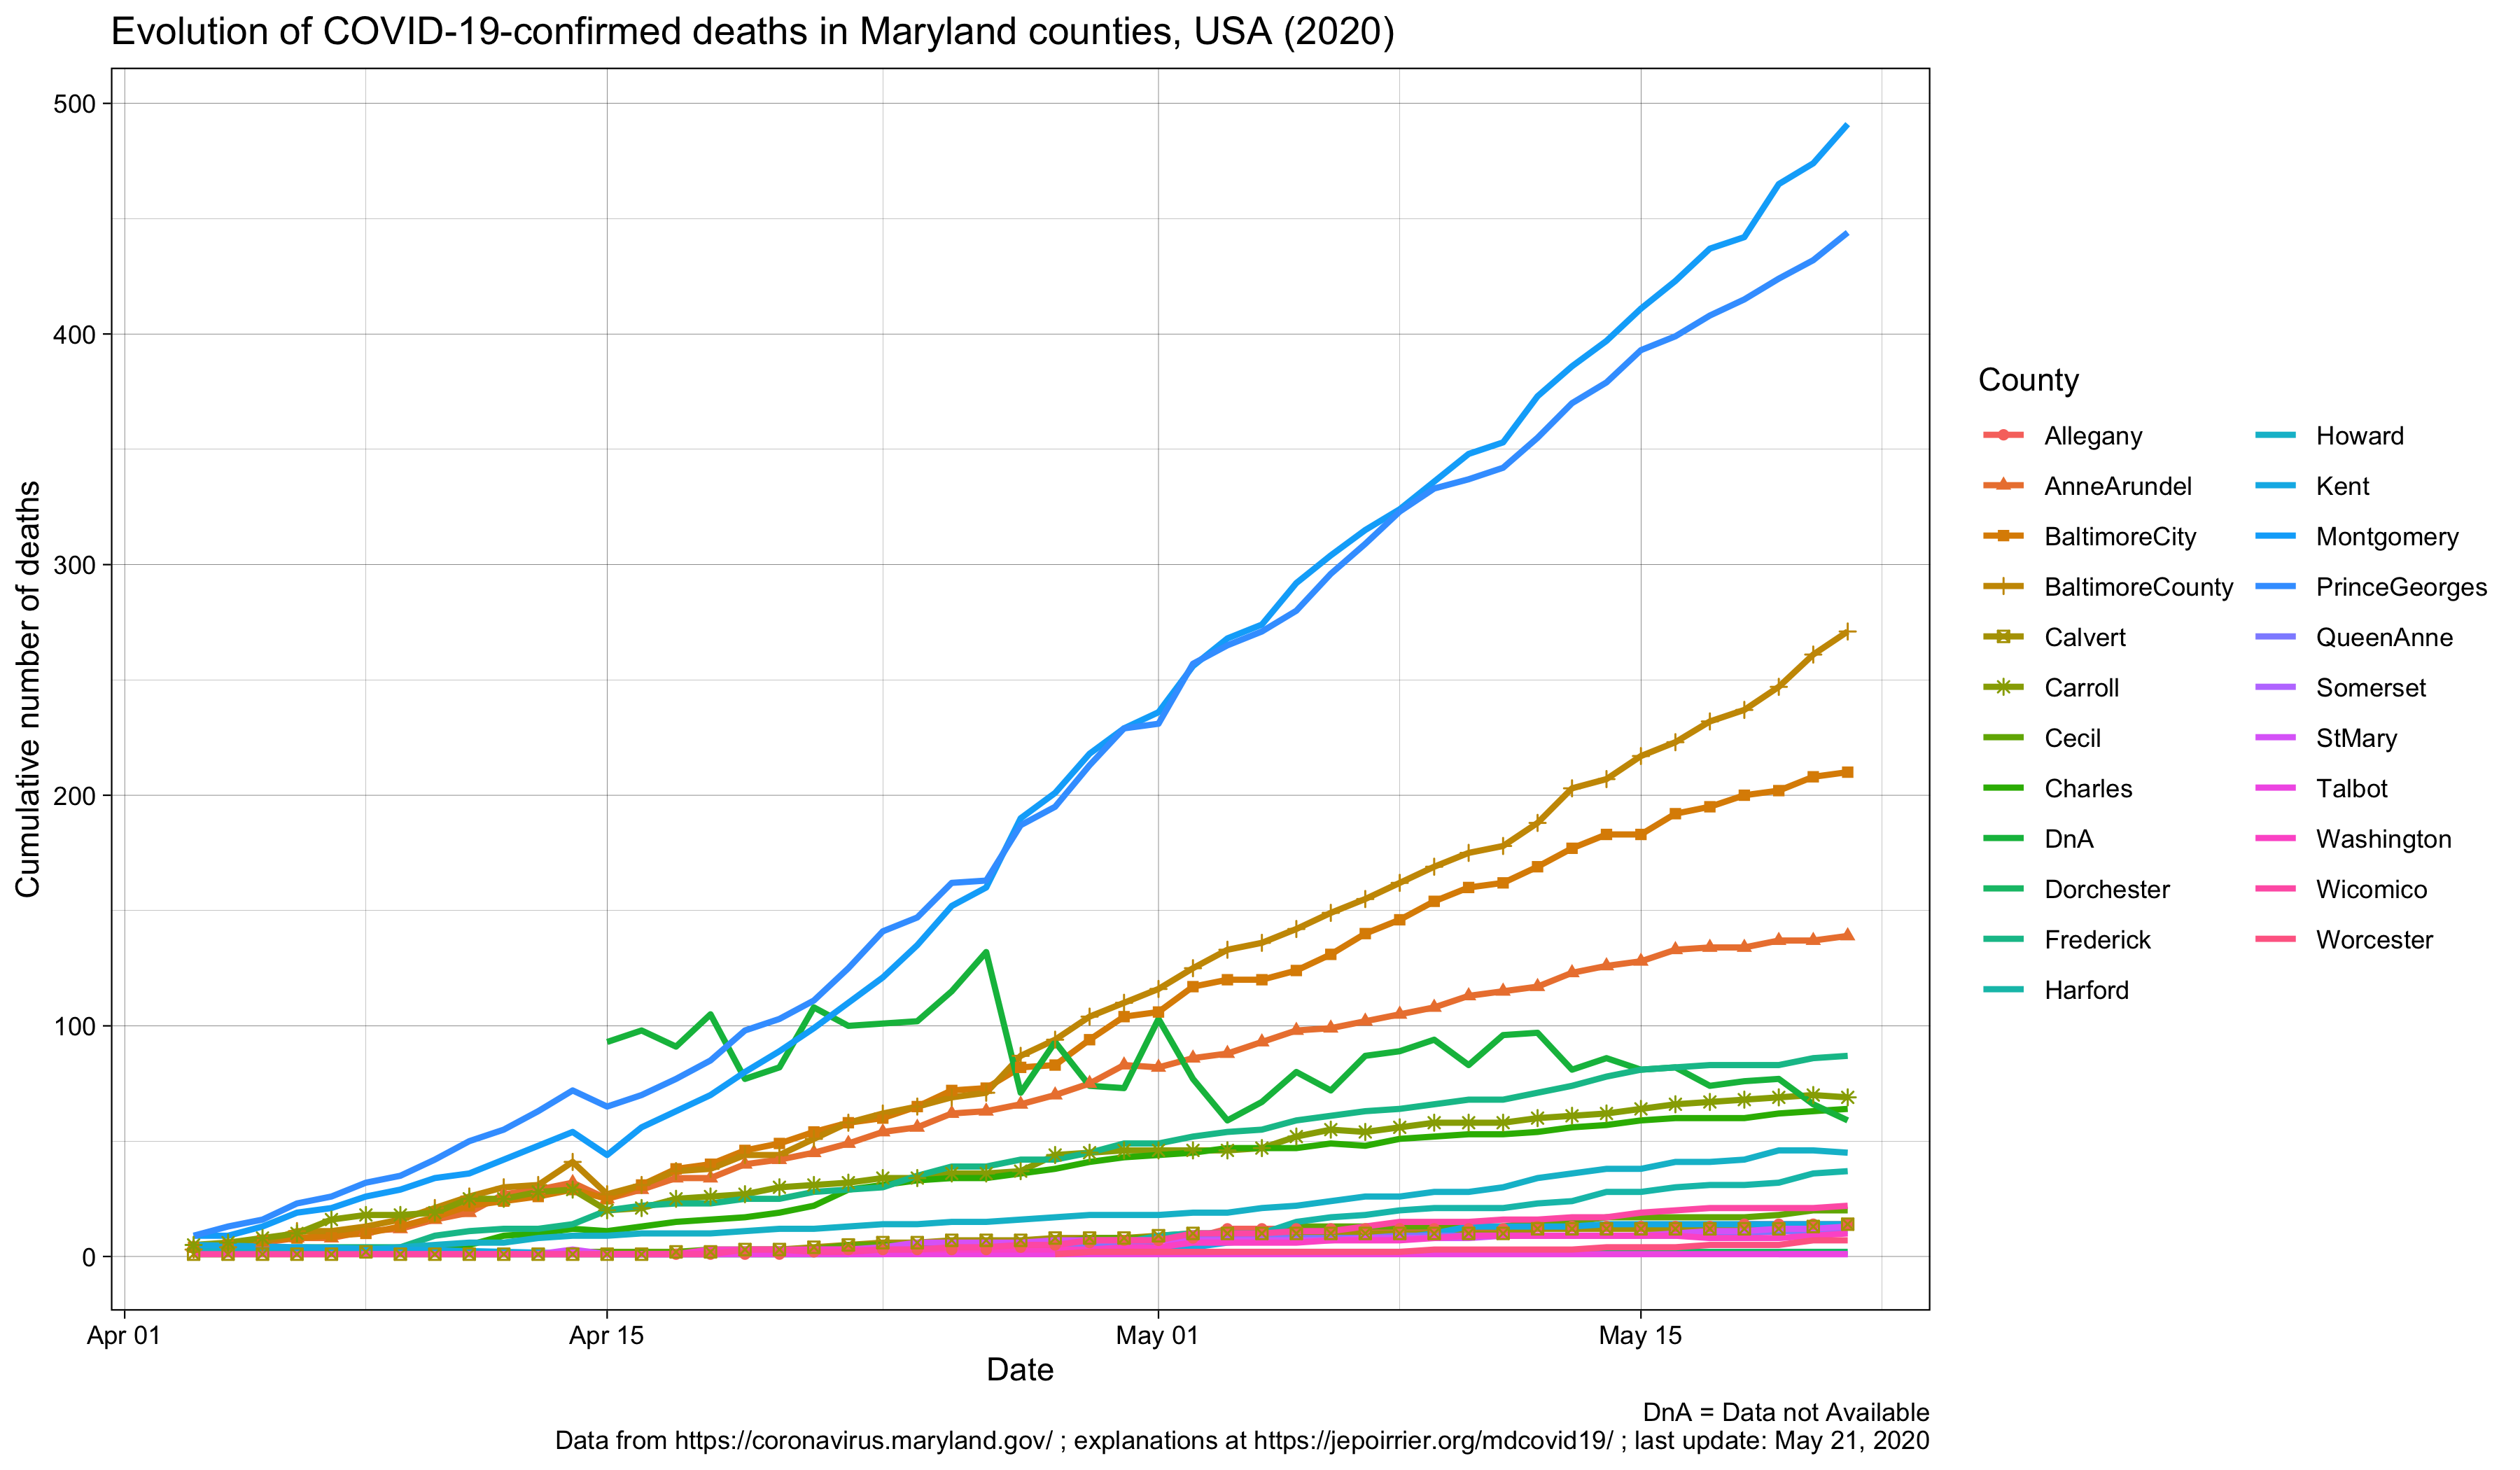 Evolution of COVID-19-confirmed deaths in Maryland counties, USA (2020)
500
400
300
200
100
0
Cumulative number of deaths
Apr 01
Apr 15
May 01
May 15
Date
County
Allegany
AnneArundel
BaltimoreCity
BaltimoreCounty
Calvert
Carroll
Cecil
Charles
DnA
Dorchester
Frederick
Harford
Howard
Kent
Montgomery
PrinceGeorges
QueenAnne
Somerset
StMary
Talbot
Washington
Wicomico
Worcester
DnA = Data not Available
Data from https://coronavirus.maryland.gov/ ; explanations at https://jepoirrier.org/mdcovid19/ ; last update: May 21, 2020